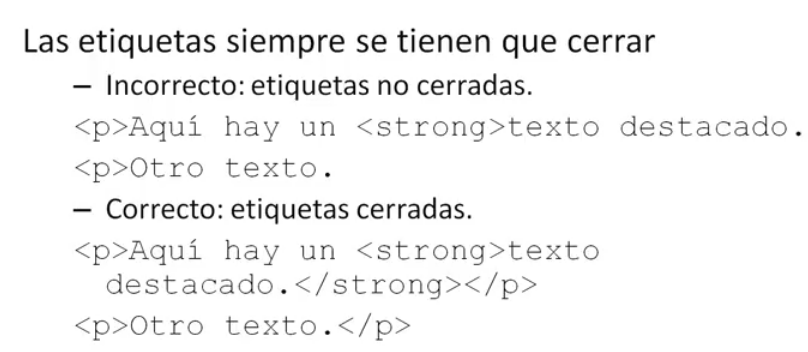 Las etiquetas siempre se tienen que cerrar
– Incorrecto: etiquetas no cerradas.
<p>Aquí hay un <strong>texto destacado.
<p>Otro texto.
– Correcto: etiquetas cerradas.
<p>Aquí hay un <strong>texto
destacado.</strong></p>
<p>Otro texto.</p>